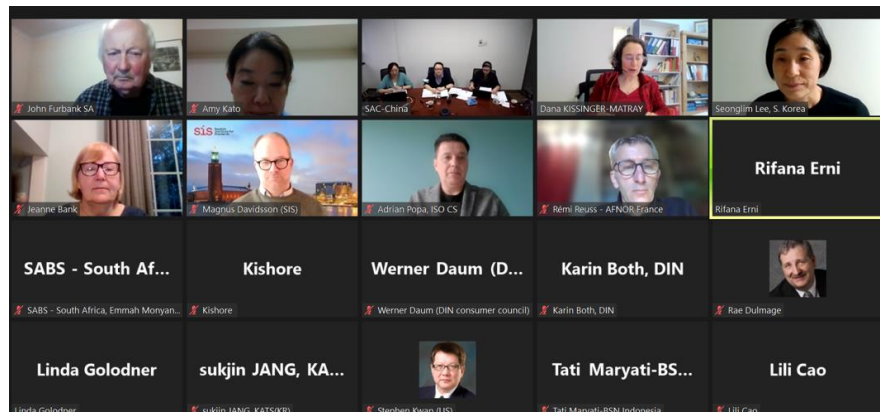 John Furbank SA
Amy Kato
SAC-China
Dana KISSINGER-MATRAY
Seonglim Lee, S. Korea
sis
Jeanne Bank
Magnus Davidsson (SIS)
Adrian Popa, ISO CS
Rémi Reuss - AFNOR France
Rifana Erni
Rifana Erni
SABS - South Af...
Kishore
Werner Daum (D...
Karin Both, DIN
SABS - South Africa, Emmah Monyan...
Kishore
Werner Daum (DIN consumer council)
Karin Both, DIN
Rae Dulmage
Linda Golodner
sukjin JANG, KA...
Tati Maryati-BS...
Lili Cao
Linda Golodner
sukjin JANG, KATS(KR)
Stephen Kwan (US)
Tati Maryati-BSN Indonesia
Lili Cao